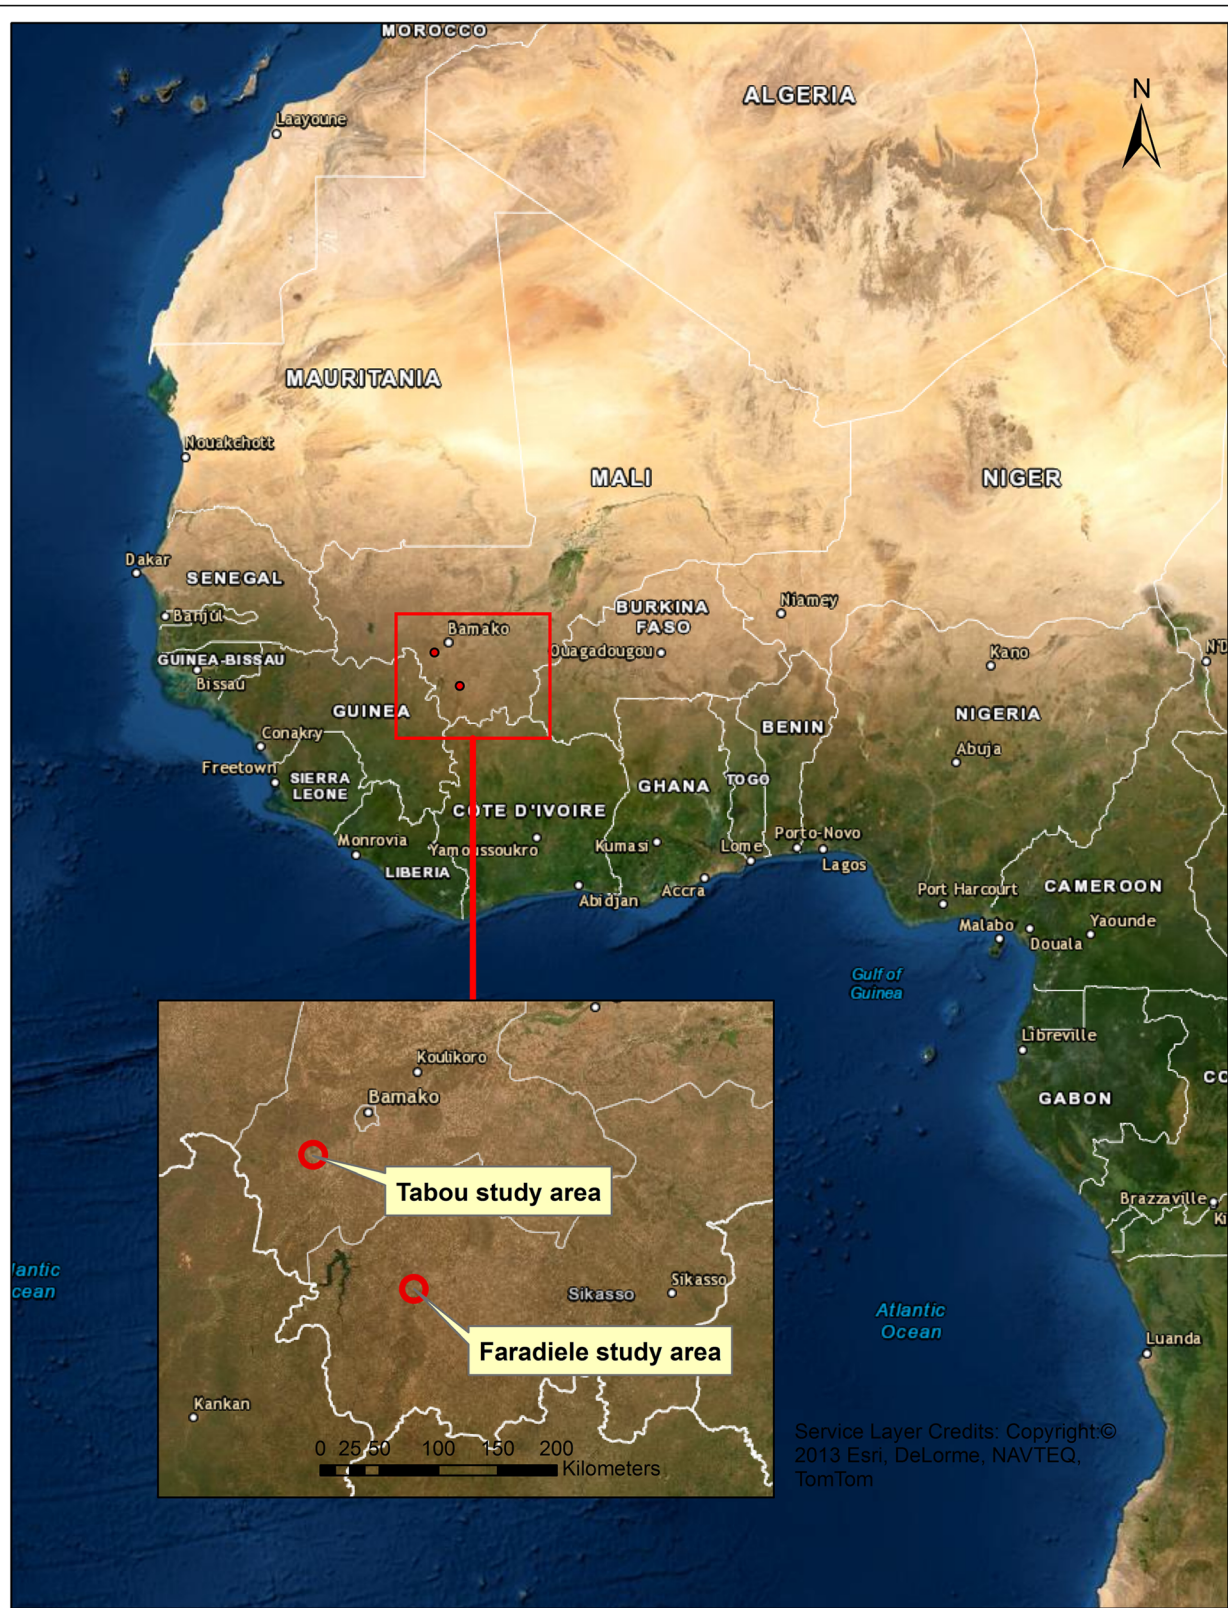 MOROCCO
ALGERIA
N
Laayoune
MAURITANIA
Nouakchott
MALI
NIGER
Dakar
SENEGAL
Banjul
BURKINA
FASO
Niamey
Bamako
Ouagadougou
GUINEA-BISSAU
Bissau
Kano
N'D
GUINEA
BENIN
NIGERIA
Conakry
Abuja
Freetown
SIERRA
LEONE
GHANA
TOGO
COTE D'IVOIRE
Monrovia
Yamoussoukro
Kumasi
Lome
Porto-Novo
Lagos
LIBERIA
Abidjan
Accra
Port Harcourt
CAMEROON
Malabo
Yaounde
Douala
Gulf of
Guinea
Libreville
GABON
CO
Brazzaville
Ki
Koulikoro
Bamako
Tabou study area
lantic
cean
Sikasso
Sikasso
Atlantic
Ocean
Faradiele study area
Luanda
Kankan
0 25 50 100 150 200
Kilometers
Service Layer Credits: Copyright:©
2013 Esri, DeLorme, NAVTEQ,
TomTom